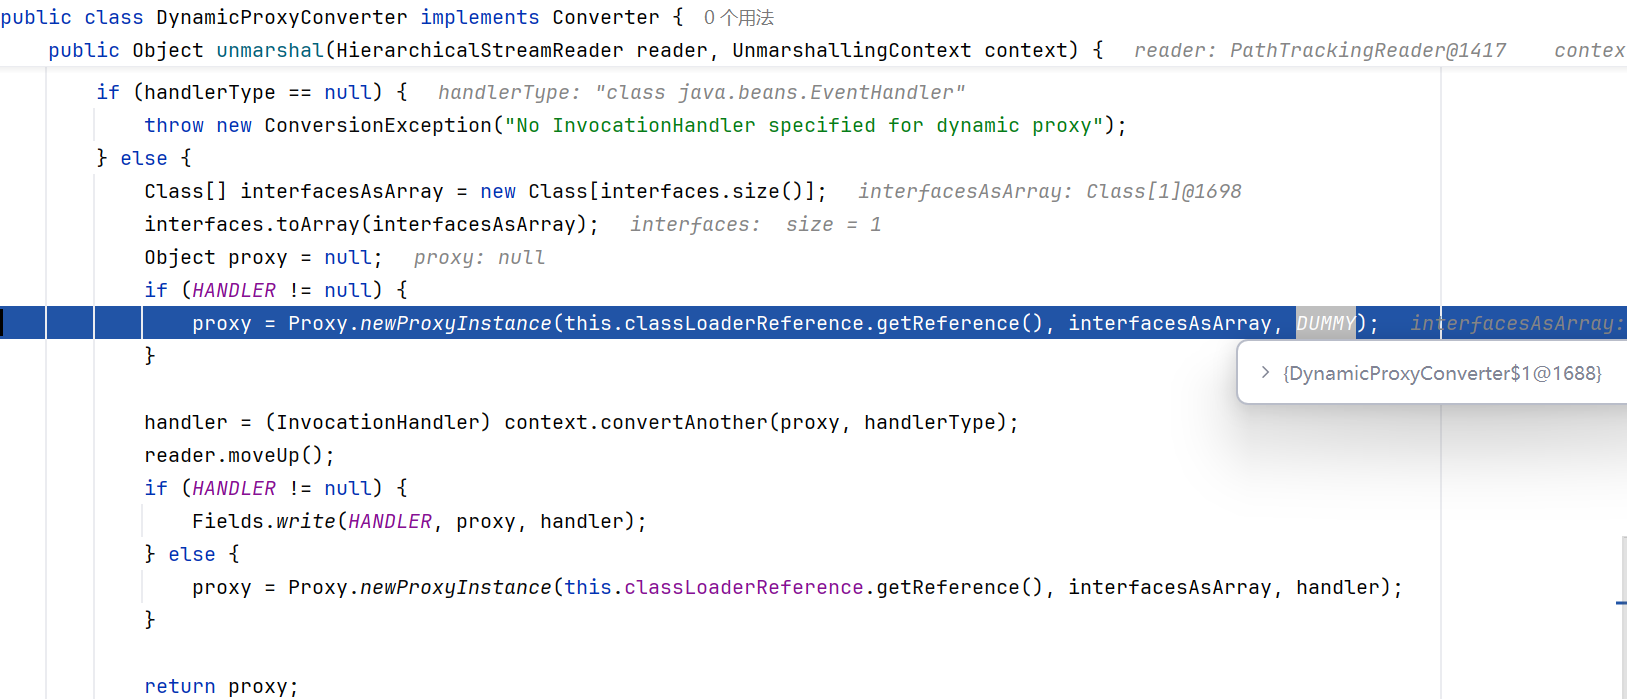 public class DynamicProxyConverter implements Converter { 0 个用法
public Object unmarshal(HierarchicalStreamReader reader, UnmarshallingContext context) { reader: PathTrackingReader@1417 contex
if (handlerType == null) { handlerType: "class java.beans.EventHandler"
throw new ConversionException("No InvocationHandler specified for dynamic proxy");
} else {
Class[] interfacesAsArray = new Class[interfaces.size()]; interfacesAsArray: Class[1]@1698
interfaces.toArray(interfacesAsArray); interfaces: size = 1
Object proxy = null; proxy: null
if (HANDLER != null) {
proxy = Proxy.newProxyInstance(this.classLoaderReference.getReference(), interfacesAsArray, DUMMY); interfacesAsArray:
}
{DynamicProxyConverter$1@1688}
handler = (InvocationHandler) context.convertAnother(proxy, handlerType);
reader.moveUp();
if (HANDLER != null) {
Fields.write(HANDLER, proxy, handler);
} else {
proxy = Proxy.newProxyInstance(this.classLoaderReference.getReference(), interfacesAsArray, handler);
}
return proxy;